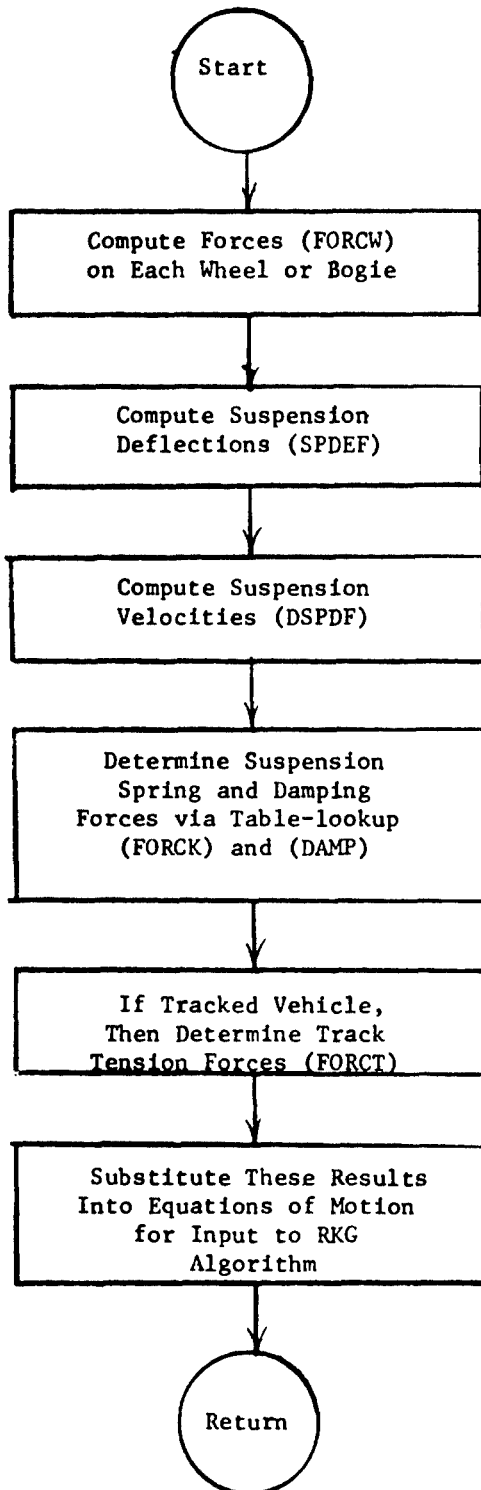 Start
Compute Forces (FORCW)
on Each Wheel or Bogie
Compute Suspension
Deflections (SPDEF)
Compute Suspension
Velocities (DSPDF)
Determine Suspension
Spring and Damping
Forces via Table-lookup
(FORCK) and (DAMP)
If Tracked Vehicle,
Then Determine Track
Tension Forces (FORCT)
Substitute These Results
Into Equations of Motion
for Input to RKG
Algorithm
Return